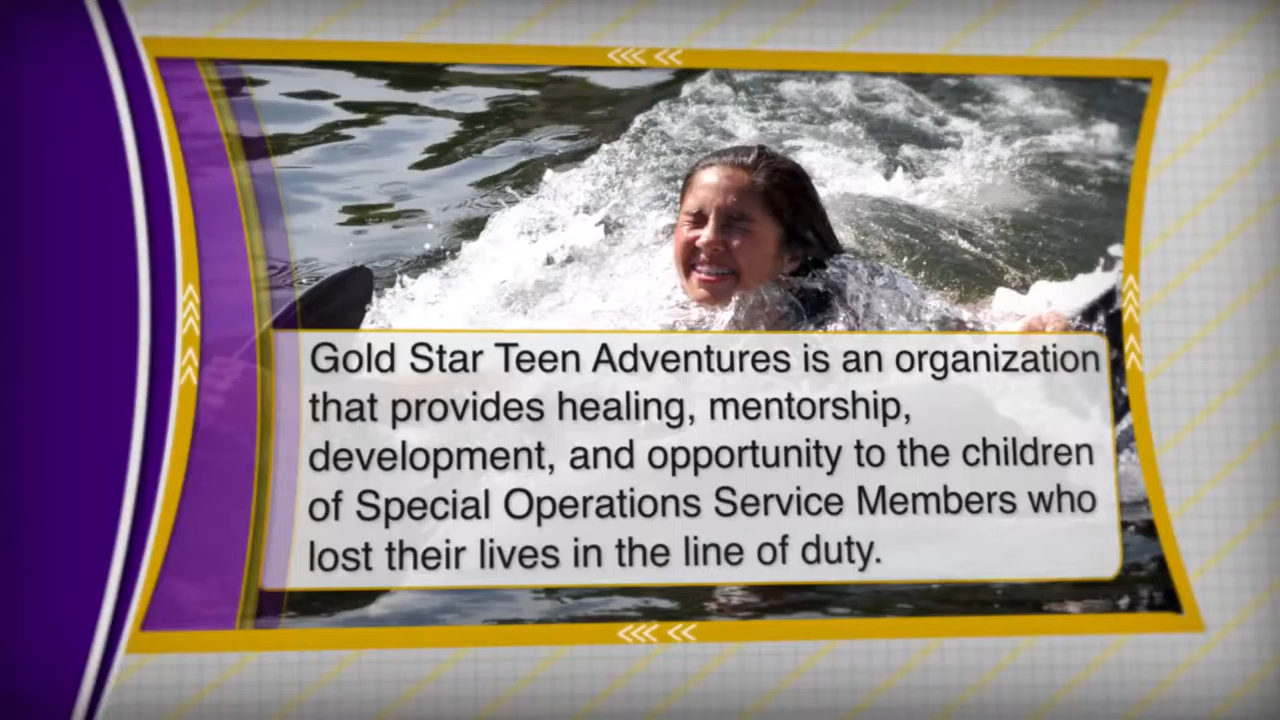 Gold Star Teen Adventures is an organization
that provides healing, mentorship,
development, and opportunity to the children
of Special Operations Service Members who
lost their lives in the line of duty.